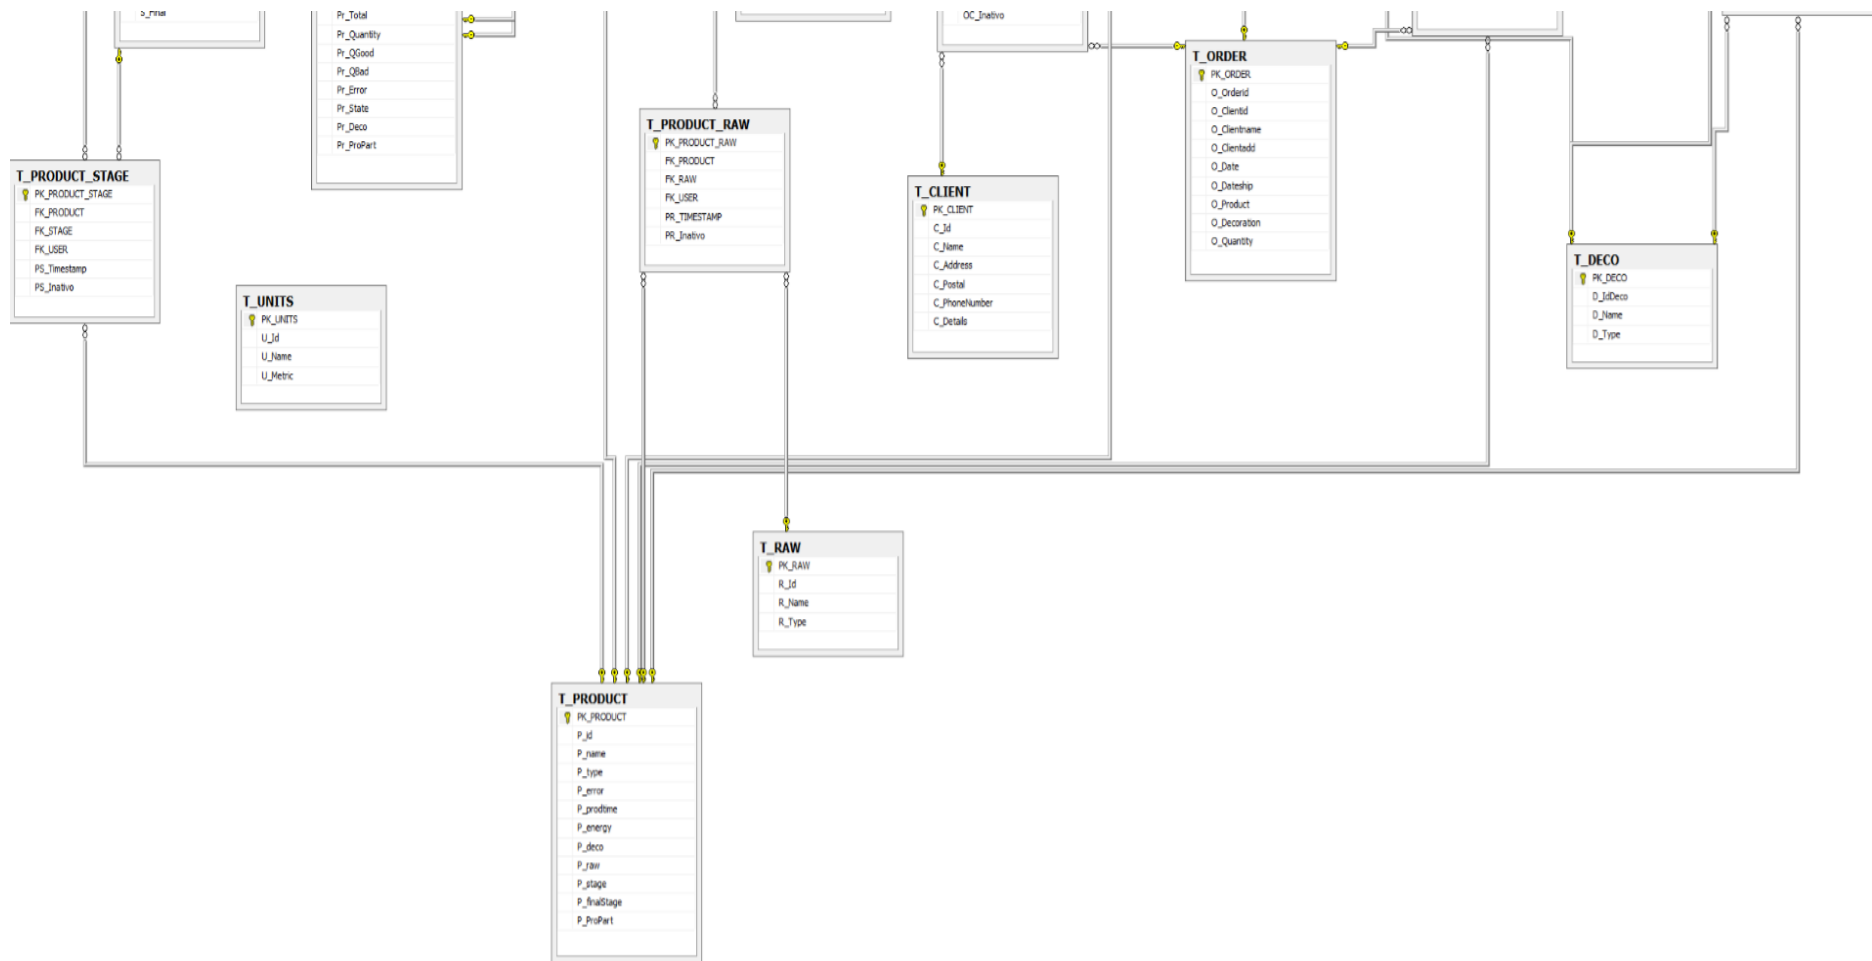 S_Final
Pr_Total
Pr_Quantity
Pr_QGood
Pr_QBad
Pr_Error
Pr_State
Pr_Deco
Pr_ProPart
OC_Inativo
T_PRODUCT_STAGE
PK_PRODUCT_STAGE
FK_PRODUCT
FK_STAGE
FK_USER
PS_Timestamp
PS_Inativo
T_UNITS
PK_UNITS
U_Id
U_Name
U_Metric
T_PRODUCT_RAW
PK_PRODUCT_RAW
FK_PRODUCT
FK_RAW
FK_USER
PR_TIMESTAMP
PR_Inativo
T_CLIENT
PK_CLIENT
C_Id
C_Name
C_Address
C_Postal
C_PhoneNumber
C_Details
T_ORDER
PK_ORDER
O_OrderId
O_Clientid
O_Clientname
O_Clientadd
O_Date
O_Dateship
O_Product
O_Decoration
O_Quantity
T_DECO
PK_DECO
D_IdDeco
D_Name
D_Type
T_RAW
PK_RAW
R_Id
R_Name
R_Type
T_PRODUCT
PK_PRODUCT
P_id
P_name
P_type
P_error
P_prodtime
P_energy
P_deco
P_raw
P_stage
P_finalStage
P_ProPart